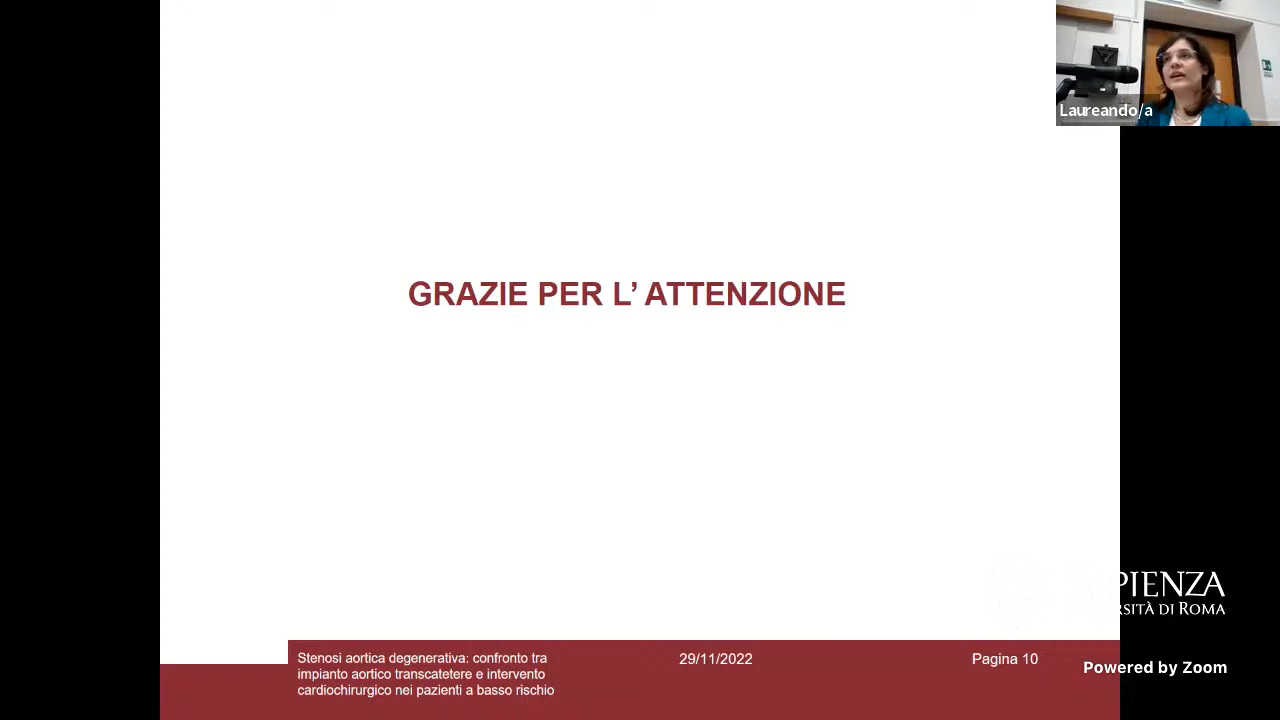 Laureando/a
GRAZIE PER L’ ATTENZIONE
PIENZA
RSITÀ DI ROMA
Stenosi aortica degenerativa: confronto tra
impianto aortico transcatetere e intervento
cardiochirurgico nei pazienti a basso rischio
29/11/2022
Pagina 10
Powered by Zoom